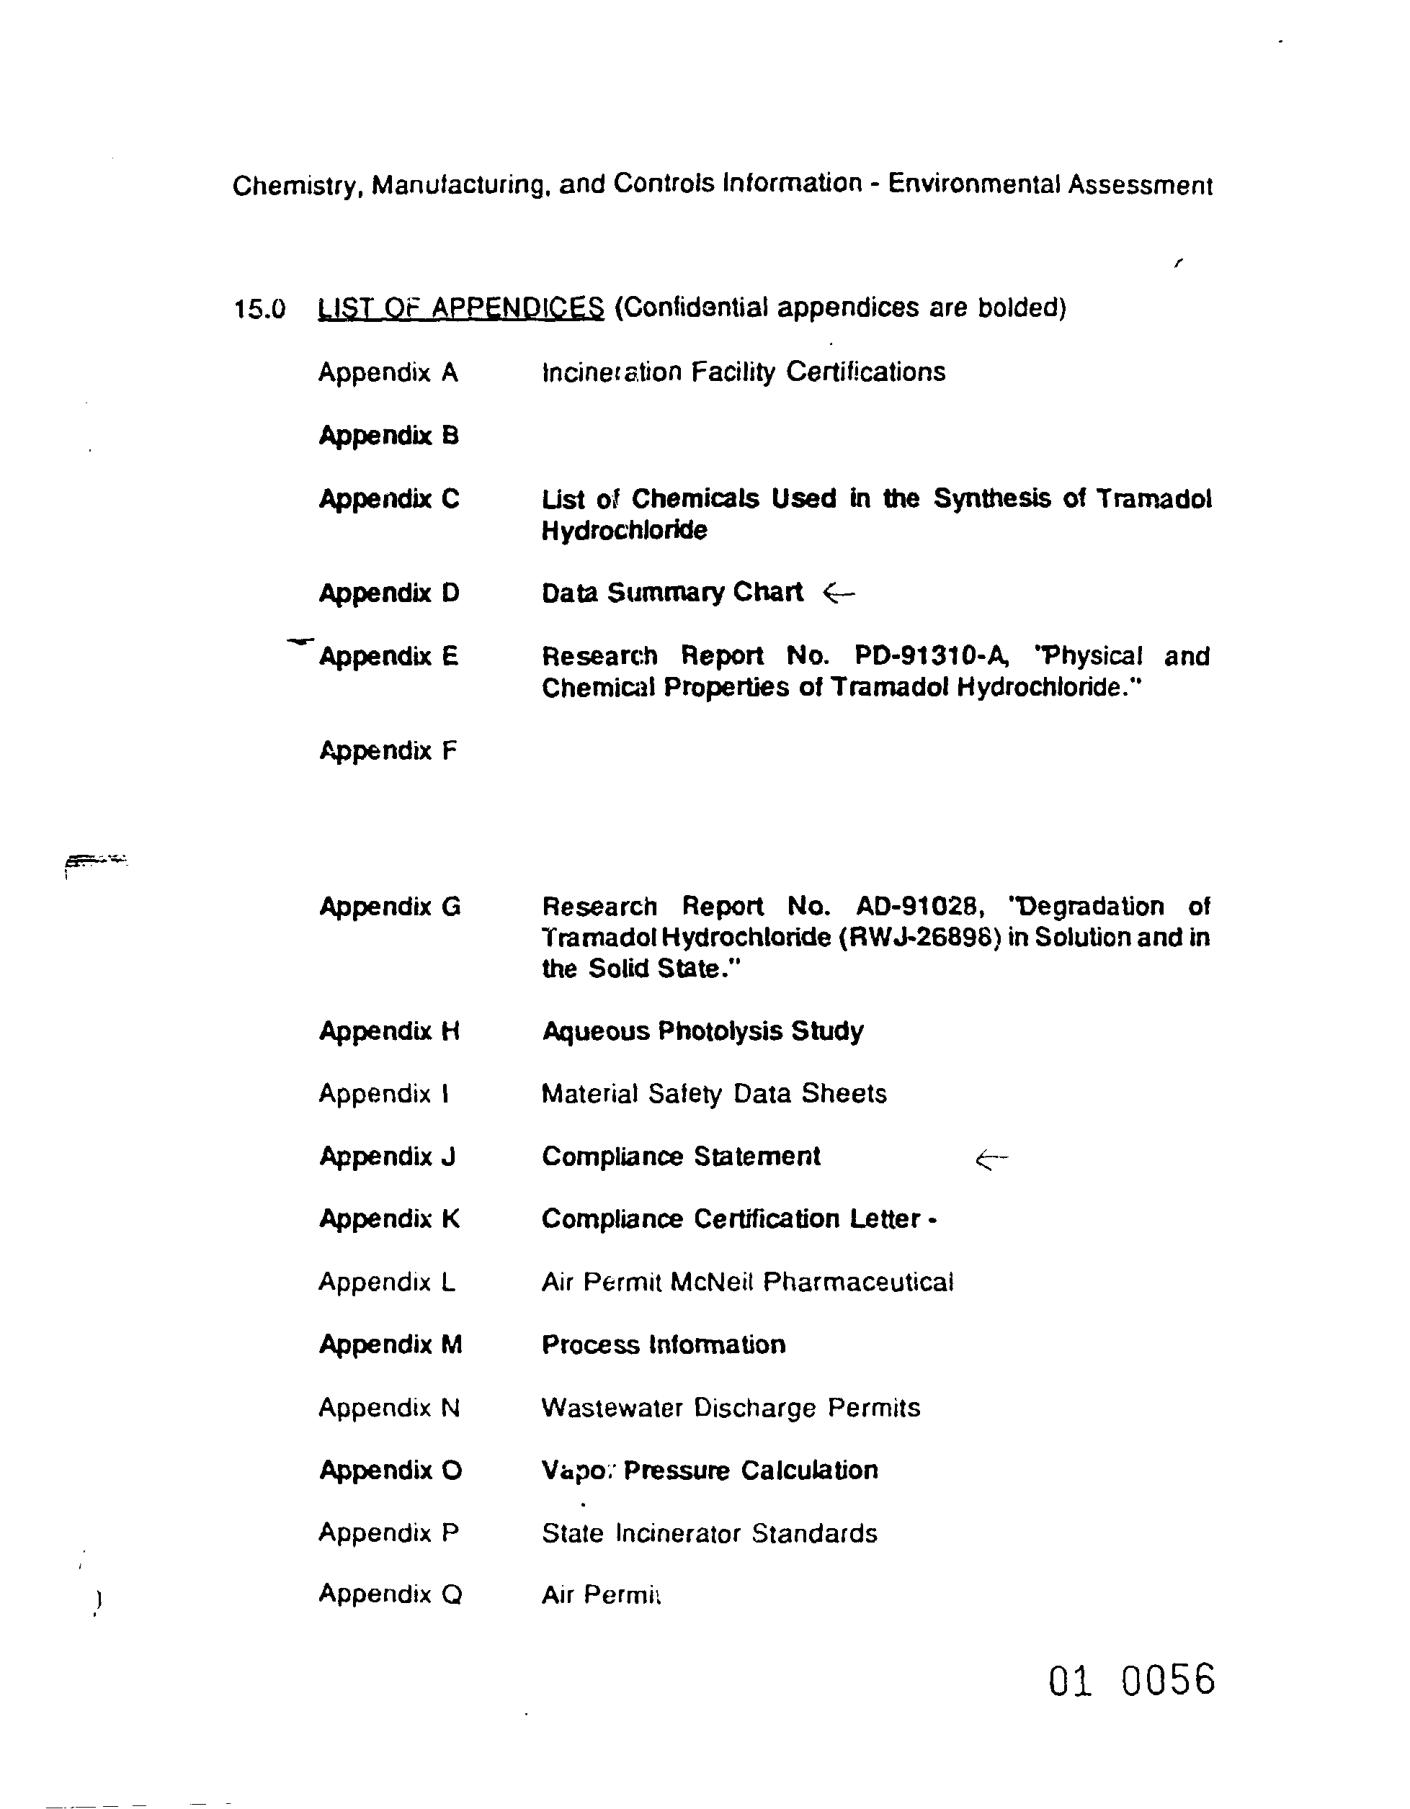 Chemistry, Manufacturing, and Controls Information - Environmental Assessment
15.0 LIST OF APPENDICES (Confidential appendices are bolded)
Appendix A Incineration Facility Certifications
Appendix B
Appendix C List of Chemicals Used in the Synthesis of Tramadol
Hydrochloride
Appendix D Data Summary Chart ←
Appendix E Research Report No. PD-91310-A, "Physical and
Chemical Properties of Tramadol Hydrochloride."
Appendix F
Appendix G Research Report No. AD-91028, "Degradation of
Tramadol Hydrochloride (RWJ-26898) in Solution and in
the Solid State."
Appendix H Aqueous Photolysis Study
Appendix I Material Safety Data Sheets
Appendix J Compliance Statement ←
Appendix K Compliance Certification Letter -
Appendix L Air Permit McNeil Pharmaceutical
Appendix M Process Information
Appendix N Wastewater Discharge Permits
Appendix O Vapor Pressure Calculation
Appendix P State Incinerator Standards
Appendix Q Air Permit
01 0056